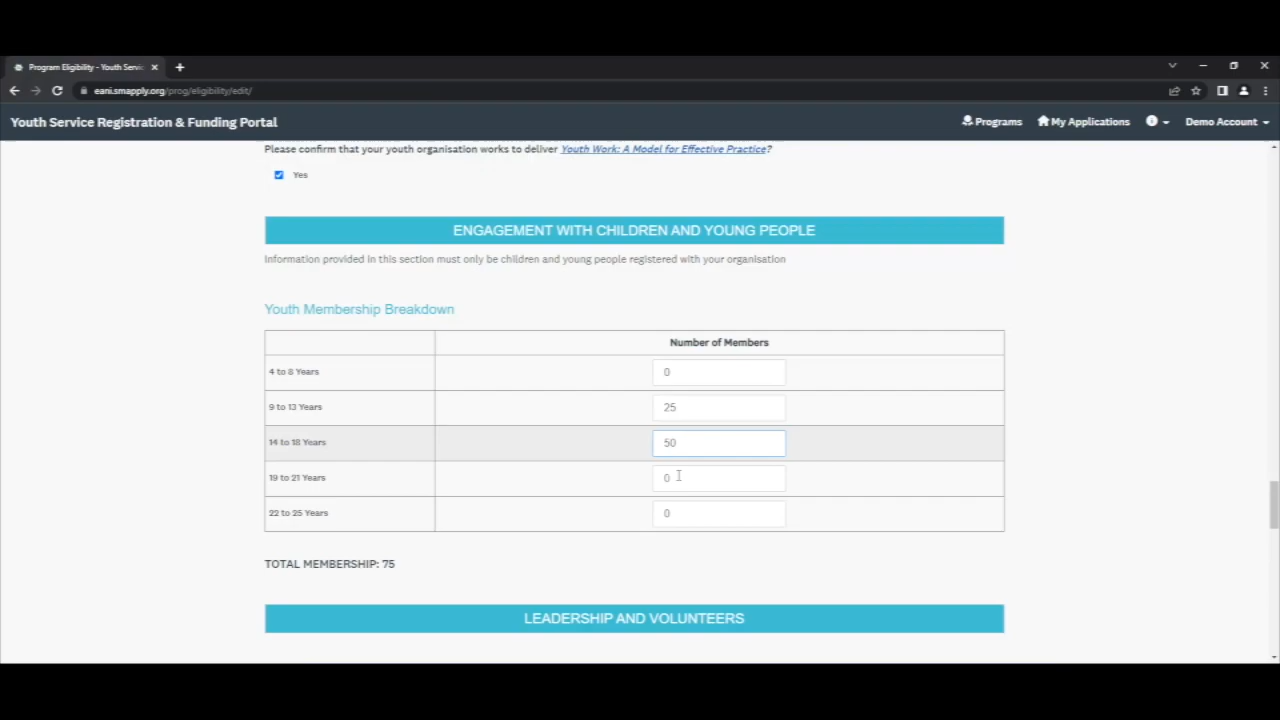 Program Eligibility - Youth Servic
eani.smapply.org/prog/eligibility/edit/
Youth Service Registration & Funding Portal
Programs
My Applications
Demo Account
Please confirm that your youth organisation works to deliver Youth Work: A Model for Effective Practice?
Yes
ENGAGEMENT WITH CHILDREN AND YOUNG PEOPLE
Information provided in this section must only be children and young people registered with your organisation
Youth Membership Breakdown
Number of Members
4 to 8 Years 0
9 to 13 Years 25
14 to 18 Years 50
19 to 21 Years 0
22 to 25 Years 0
TOTAL MEMBERSHIP: 75
LEADERSHIP AND VOLUNTEERS